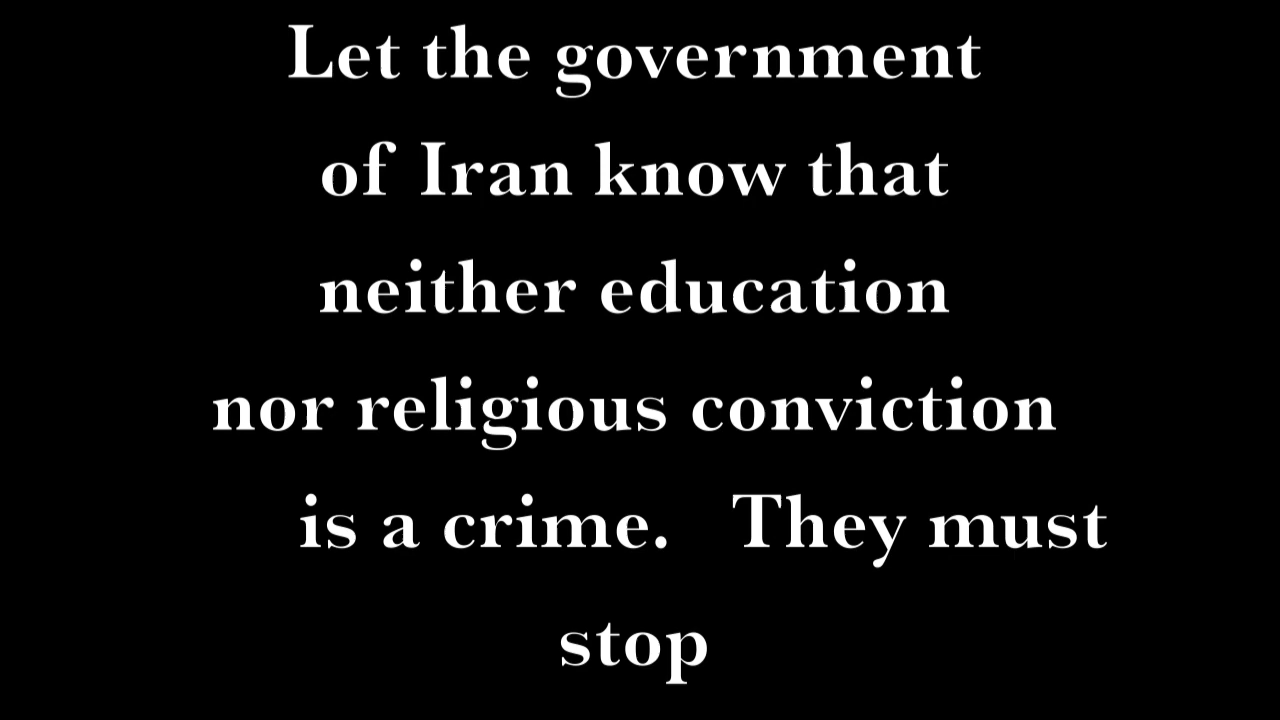 Let the government
of Iran know that
neither education
nor religious conviction
is a crime. They must
stop